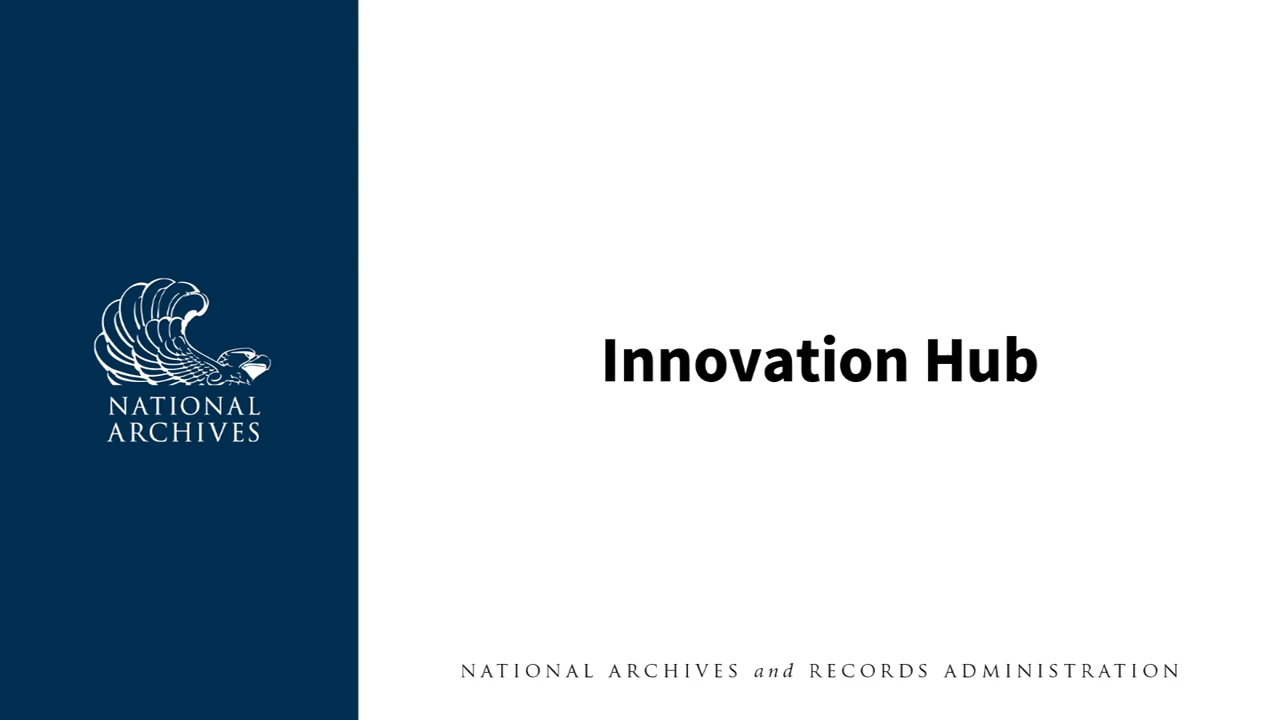 NATIONAL
ARCHIVES
Innovation Hub
NATIONAL ARCHIVES and RECORDS ADMINISTRATION